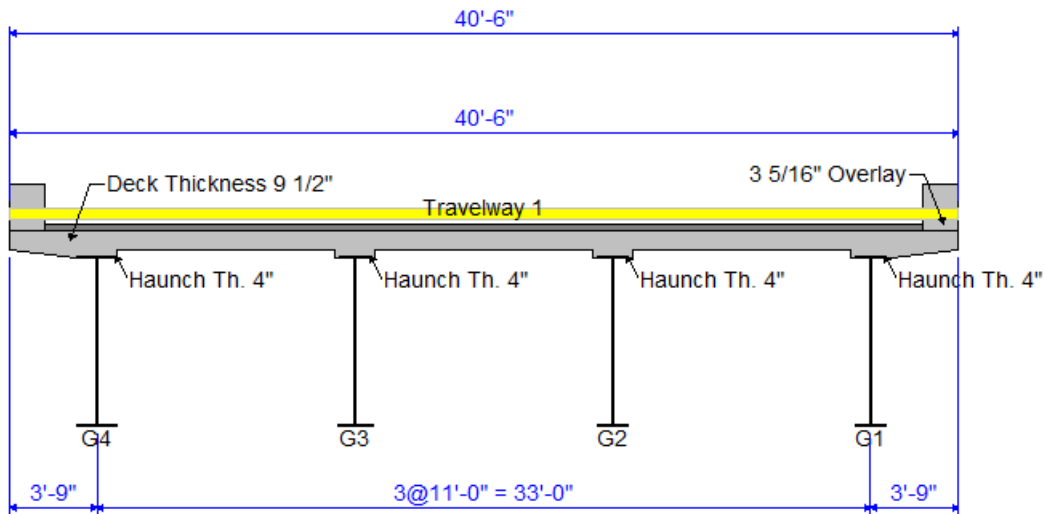 40'-6"
40'-6"
Deck Thickness 9 1/2"
3 5/16" Overlay
Travelway 1
Haunch Th. 4"
Haunch Th. 4"
Haunch Th. 4"
Haunch Th. 4"
G4
G3
G2
G1
3'-9"
3@11'-0" = 33'-0"
3'-9"